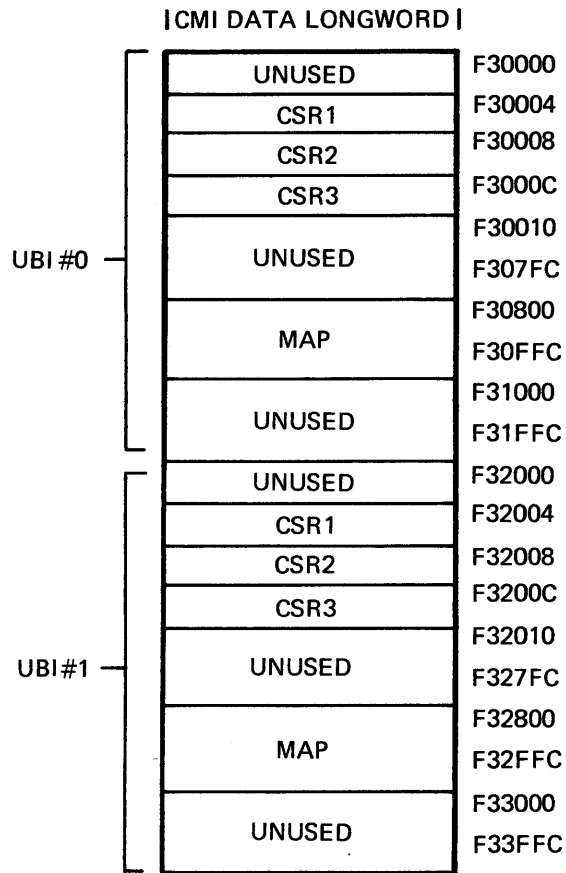 |CMI DATA LONGWORD|
UNUSED F30000
CSR1 F30004
CSR2 F30008
CSR3 F3000C
UBI #0
UNUSED F30010
F307FC
MAP F30800
F30FFC
UNUSED F31000
F31FFC
UNUSED F32000
CSR1 F32004
CSR2 F32008
CSR3 F3200C
UBI #1
UNUSED F32010
F327FC
MAP F32800
F32FFC
UNUSED F33000
F33FFC